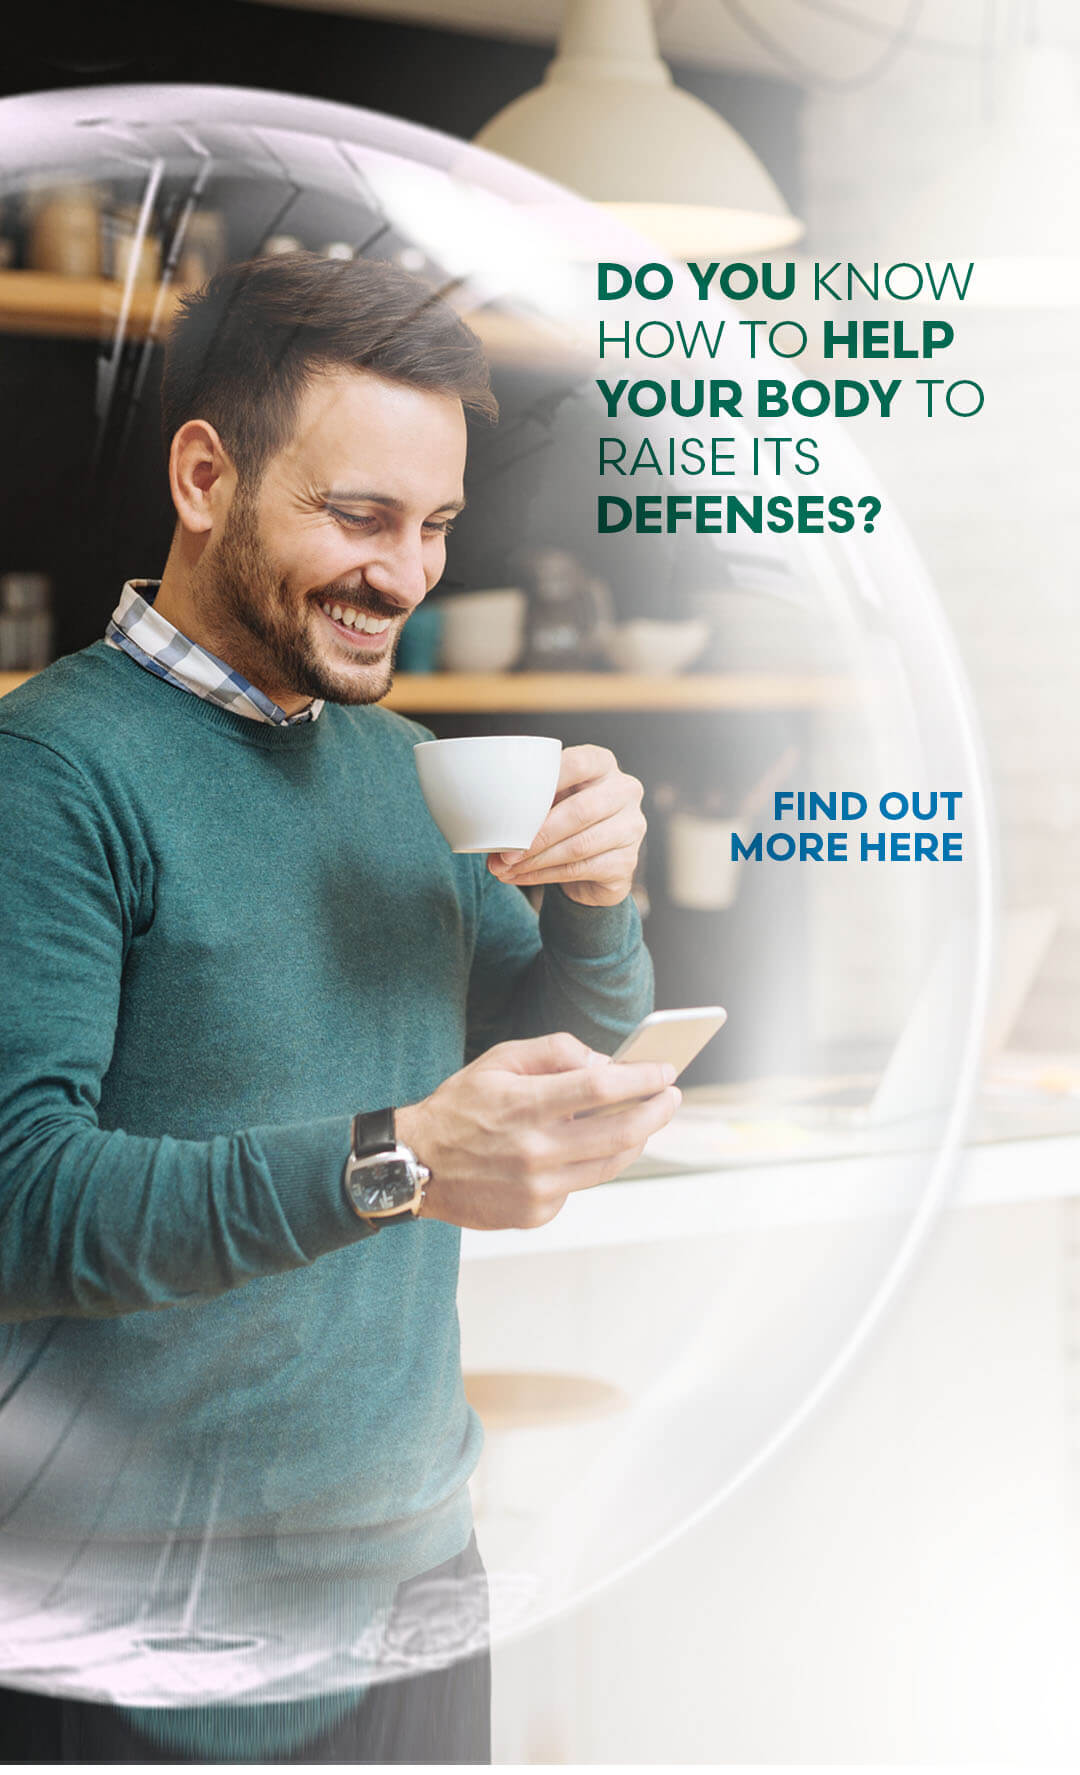 DO YOU KNOW
HOW TO HELP
YOUR BODY TO
RAISE ITS
DEFENSES?
FIND OUT
MORE HERE